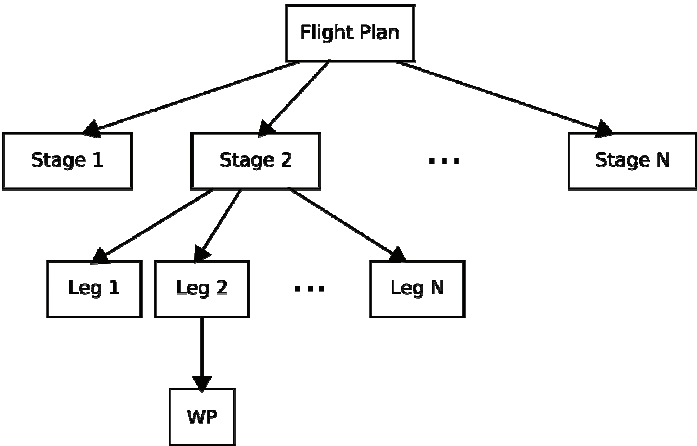 Flight Plan
Stage 1
Stage 2
...
Stage N
Leg 1
Leg 2
...
Leg N
WP